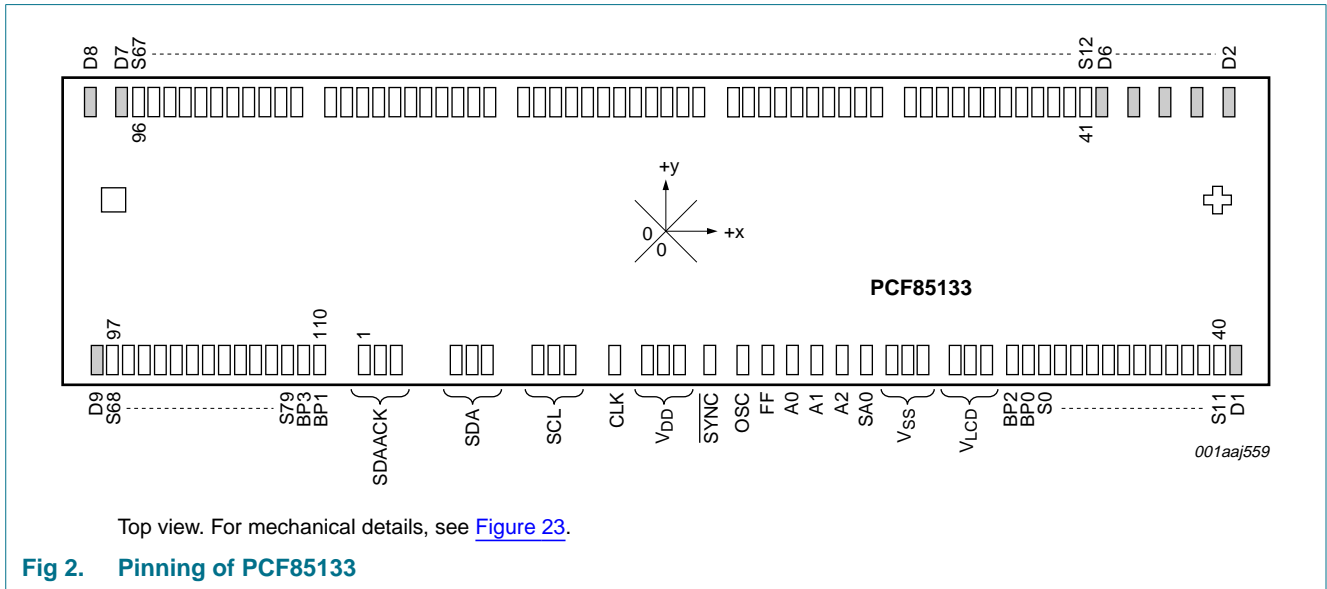 D8 D7 S67 S12 D6 D2
96 41
+y
0 +x
0
PCF85133
97 110 1 40
D9 S68 S79 BP3 BP1 SDAACK SDA SCL CLK VDD SYNC OSC FF A0 A1 A2 SA0 VSS VLCD BP2 BP0 S0 S11 D1
001aaj559
Top view. For mechanical details, see Figure 23.
Fig 2. Pinning of PCF85133